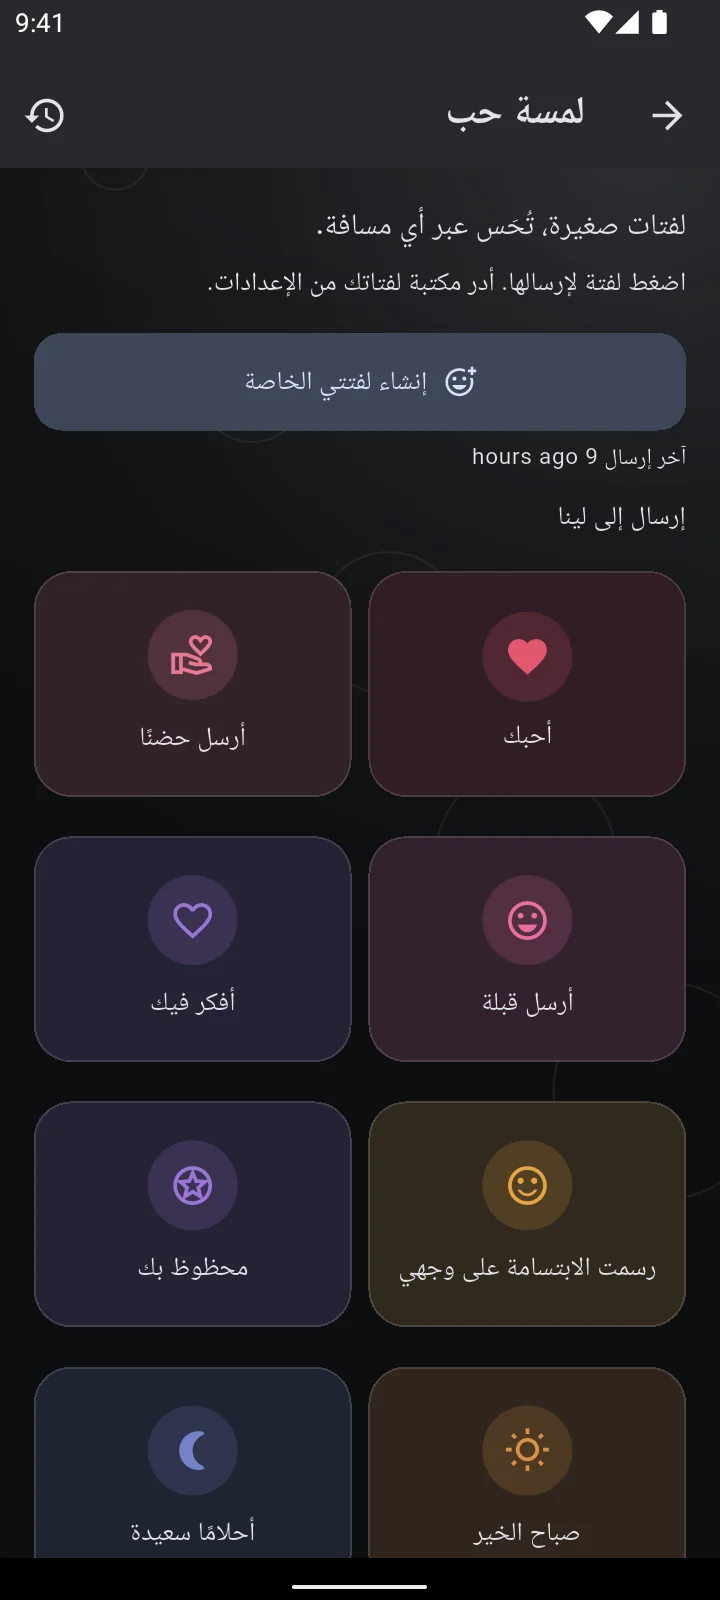 9:41
لمسة حب
لفتات صغيرة، تُحَس عبر أي مسافة.
اضغط لفتة لإرسالها. أدر مكتبة لفتاتك من الإعدادات.
إنشاء لفتتي الخاصة
آخر إرسال 9 hours ago
إرسال إلى لينا
أحبك
أرسل حضنًا
أرسل قبلة
أفكر فيك
رسمت الابتسامة على وجهي
محظوظ بك
صباح الخير
أحلامًا سعيدة